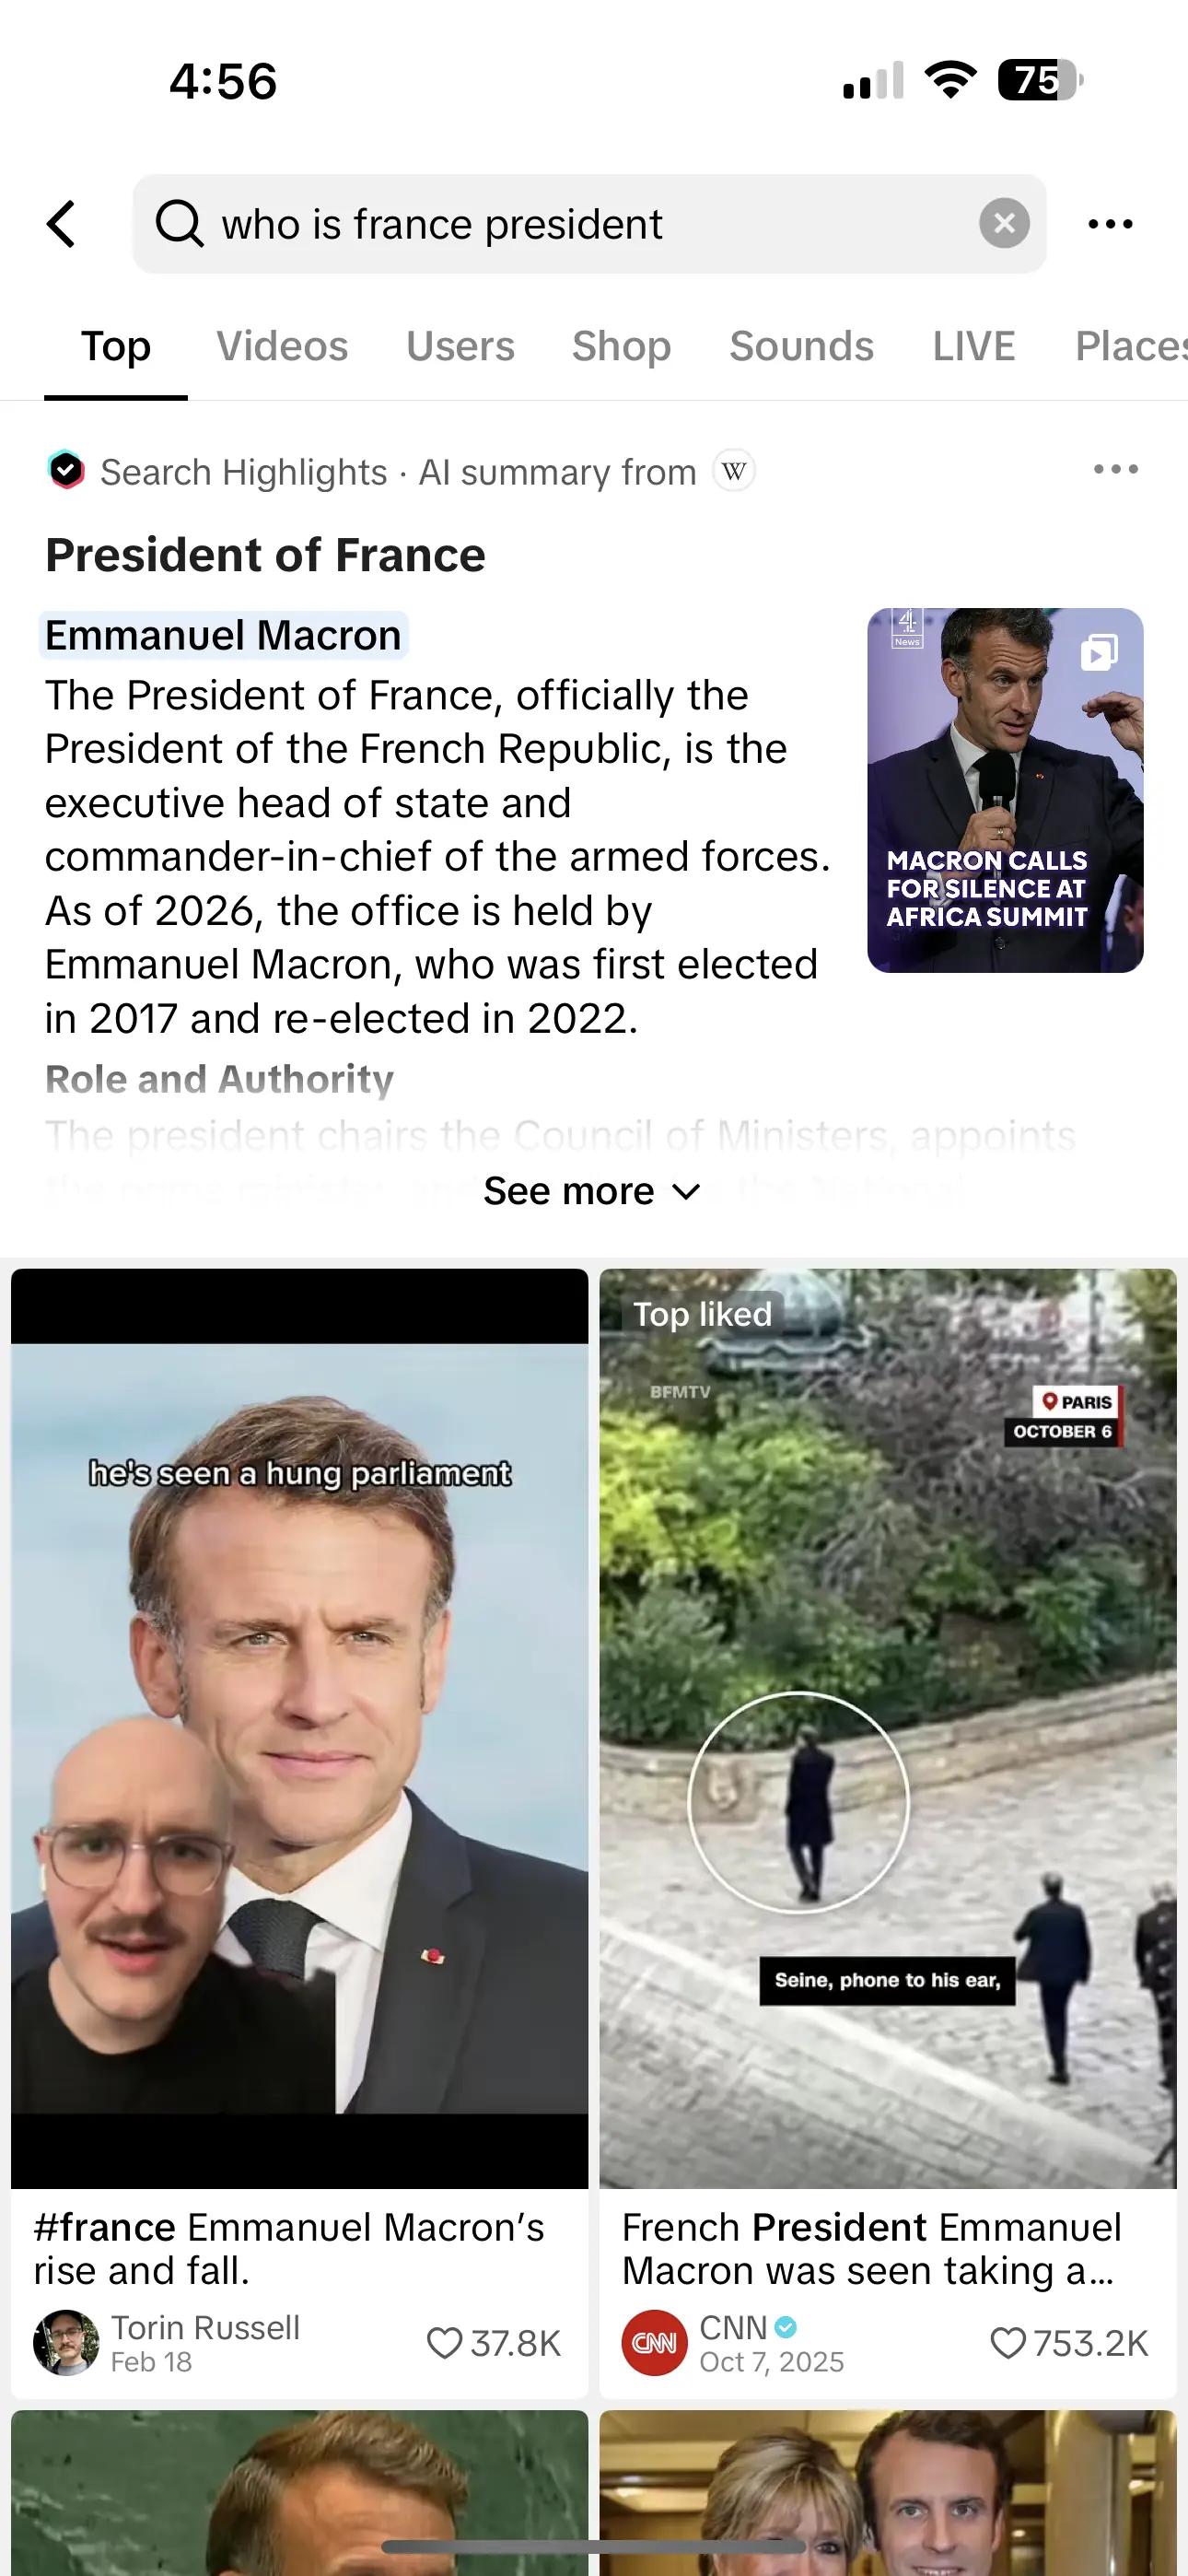 4:56
75
who is france president
Top Videos Users Shop Sounds LIVE Places
Search Highlights · AI summary from W
President of France
Emmanuel Macron
The President of France, officially the
President of the French Republic, is the
executive head of state and
commander-in-chief of the armed forces.
As of 2026, the office is held by
Emmanuel Macron, who was first elected
in 2017 and re-elected in 2022.
4
News
MACRON CALLS
FOR SILENCE AT
AFRICA SUMMIT
Role and Authority
The president chairs the Council of Ministers, appoints
See more
he's seen a hung parliament
#france Emmanuel Macron's
rise and fall.
Torin Russell
Feb 18
37.8K
Top liked
BFMTV
PARIS
OCTOBER 6
Seine, phone to his ear,
French President Emmanuel
Macron was seen taking a...
CNN
CNN
Oct 7, 2025
753.2K